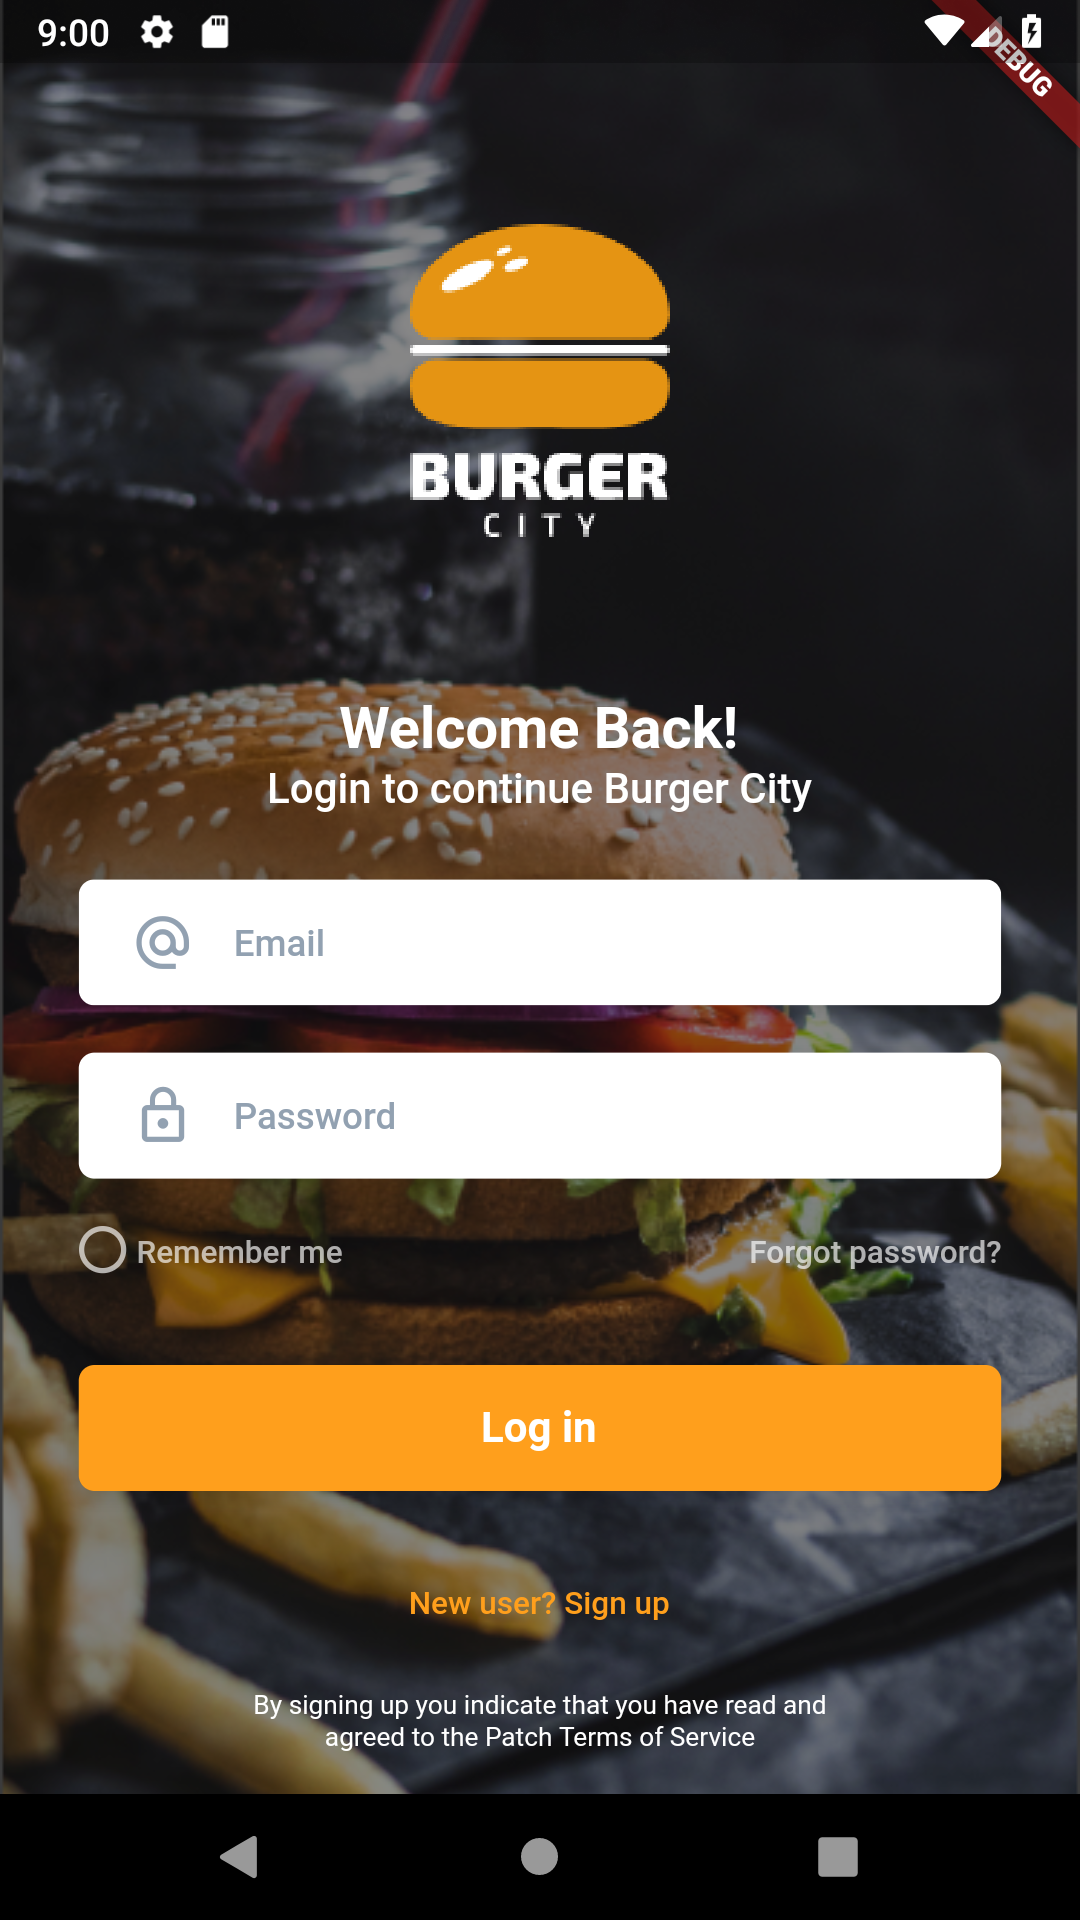 9:00
DEBUG
BURGER
CITY
Welcome Back!
Login to continue Burger City
Email
Password
Remember me
Forgot password?
Log in
New user? Sign up
By signing up you indicate that you have read and
agreed to the Patch Terms of Service